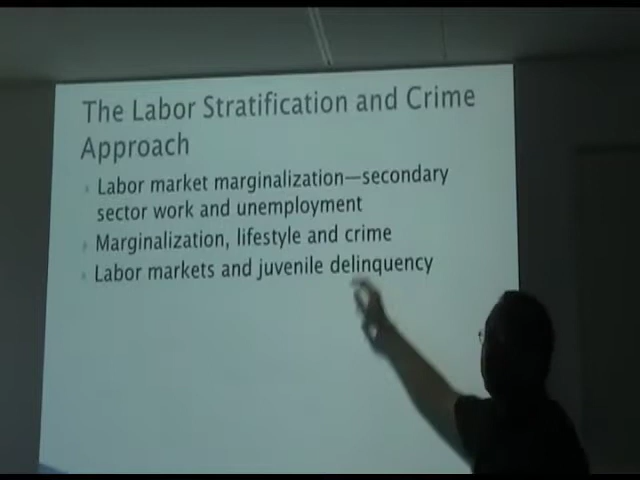 The Labor Stratification and Crime
Approach
Labor market marginalization—secondary
sector work and unemployment
Marginalization, lifestyle and crime
Labor markets and juvenile delinquency